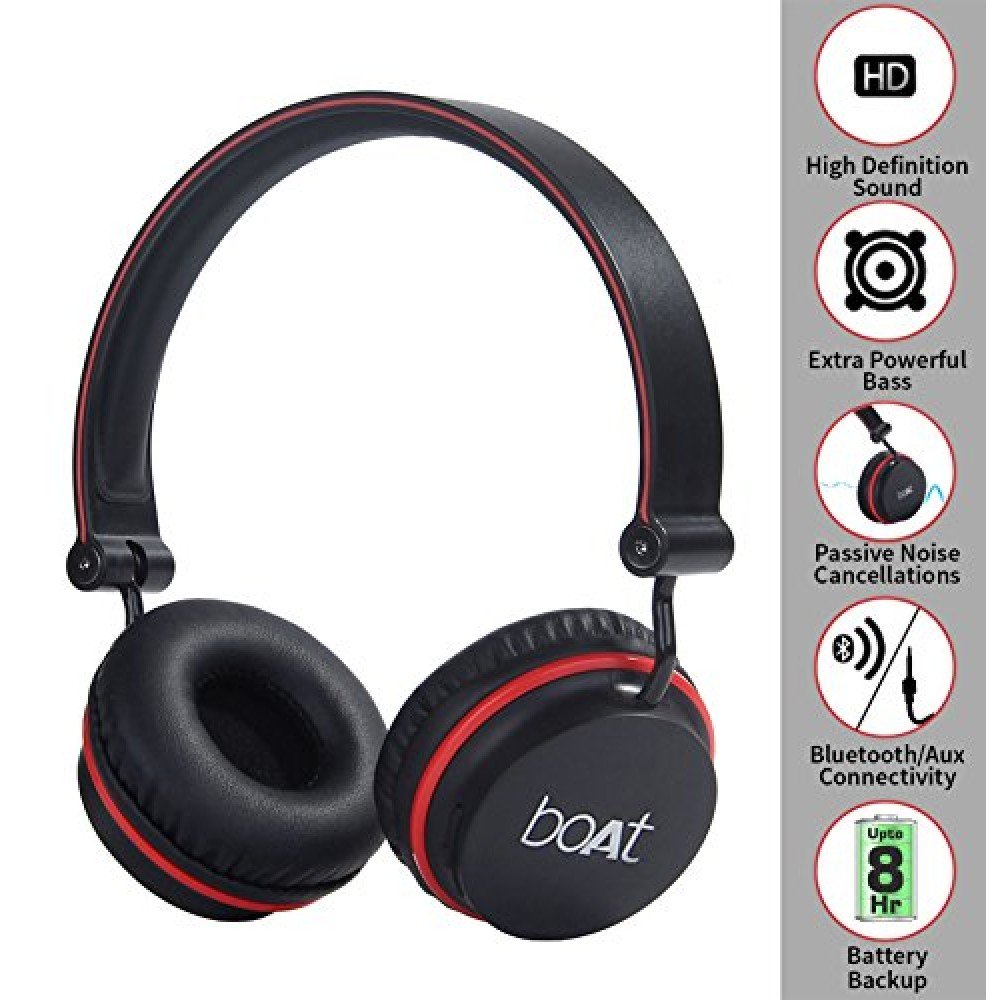 boAt
HD
High Definition
Sound
Extra Powerful
Bass
boAt
Passive Noise
Cancellations
Bluetooth/Aux
Connectivity
Upto
8
Hr
Battery
Backup